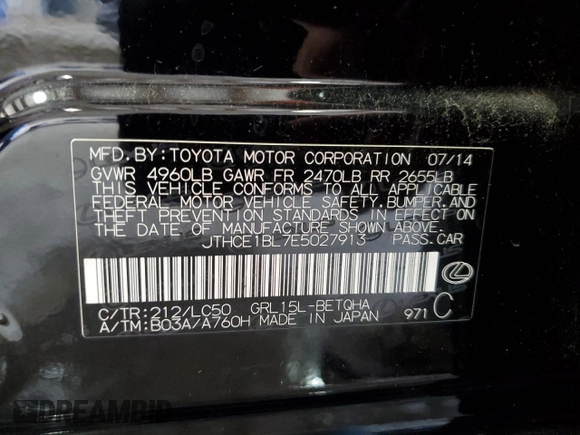 MFD. BY: TOYOTA MOTOR CORPORATION 07/14
GVWR 4960LB GAWR FR 2470LB RR 2655LB
THIS VEHICLE CONFORMS TO ALL APPLICABLE
FEDERAL MOTOR VEHICLE SAFETY, BUMPER, AND
THEFT PREVENTION STANDARDS IN EFFECT ON
THE DATE OF MANUFACTURE SHOWN ABOVE.
JTHCE1BL7E5027913 PASS. CAR
C/TR: 212/LC50 GRL15L-BETQHA
A/TM: B03A/A760H MADE IN JAPAN 971 C
DREAMBID